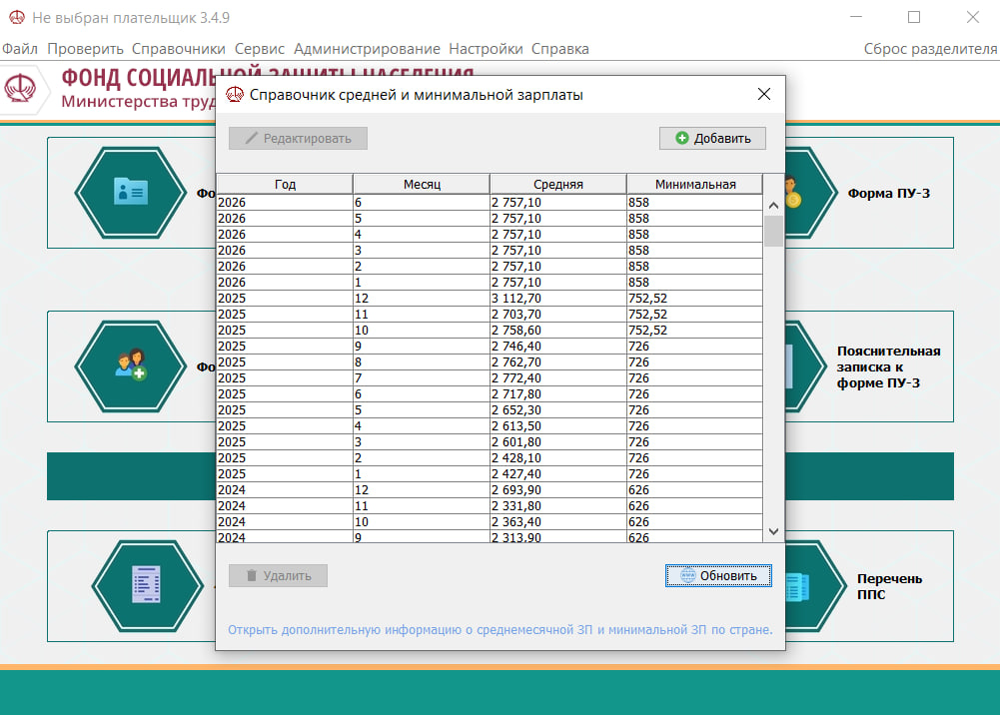 Не выбран плательщик 3.4.9
Файл Проверить Справочники Сервис Администрирование Настройки Справка Сброс разделителя
ФОНД СОЦИАЛЬНОЙ ЗАЩИТЫ НАСЕЛЕНИЯ
Министерства труд
Справочник средней и минимальной зарплаты
Редактировать Добавить
Год Месяц Средняя Минимальная
2026 6 2 757,10 858
2026 5 2 757,10 858
2026 4 2 757,10 858
2026 3 2 757,10 858
2026 2 2 757,10 858
2026 1 2 757,10 858
2025 12 3 112,70 752,52
2025 11 2 703,70 752,52
2025 10 2 758,60 752,52
2025 9 2 746,40 726
2025 8 2 762,70 726
2025 7 2 772,40 726
2025 6 2 717,80 726
2025 5 2 652,30 726
2025 4 2 613,50 726
2025 3 2 601,80 726
2025 2 2 428,10 726
2025 1 2 427,40 726
2024 12 2 693,90 626
2024 11 2 331,80 626
2024 10 2 363,40 626
2024 9 2 313,90 626
Удалить Обновить
Открыть дополнительную информацию о среднемесячной ЗП и минимальной ЗП по стране.
Фо
Форма ПУ-3
Фо
Пояснительная
записка к
форме ПУ-3
Перечень
ППС